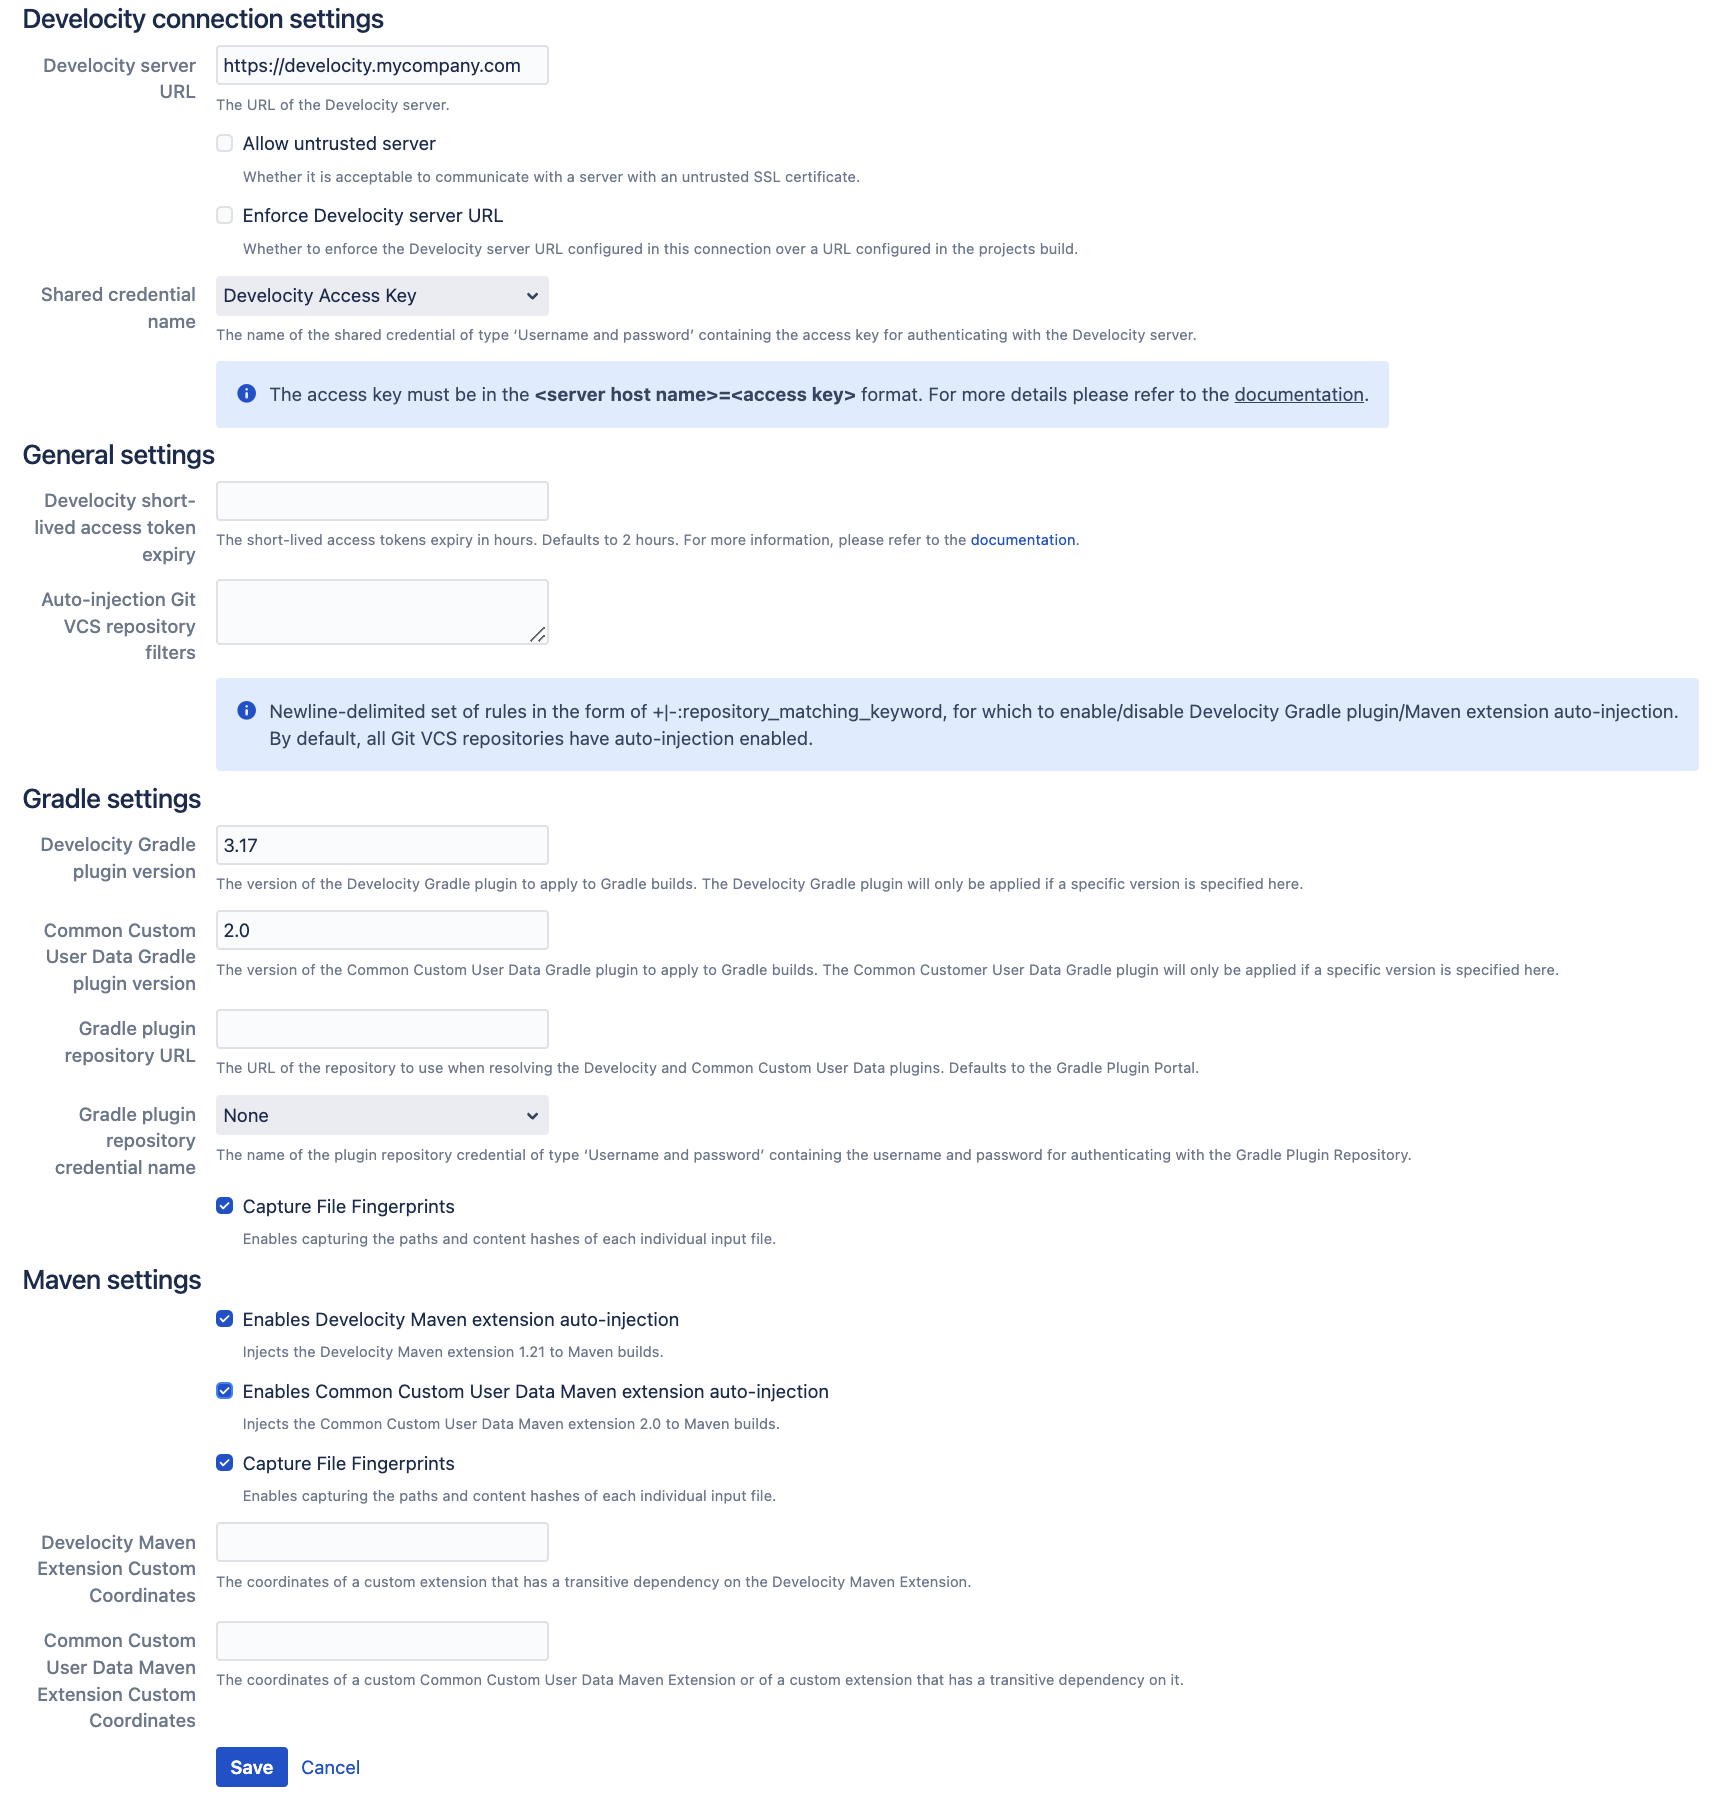 Develocity connection settings
Develocity server
URL
https://develocity.mycompany.com
The URL of the Develocity server.
Allow untrusted server
Whether it is acceptable to communicate with a server with an untrusted SSL certificate.
Enforce Develocity server URL
Whether to enforce the Develocity server URL configured in this connection over a URL configured in the projects build.
Shared credential
name
Develocity Access Key
The name of the shared credential of type ‘Username and password’ containing the access key for authenticating with the Develocity server.
The access key must be in the <server host name>=<access key> format. For more details please refer to the documentation.
General settings
Develocity short-
lived access token
expiry
The short-lived access tokens expiry in hours. Defaults to 2 hours. For more information, please refer to the documentation.
Auto-injection Git
VCS repository
filters
Newline-delimited set of rules in the form of +|-:repository_matching_keyword, for which to enable/disable Develocity Gradle plugin/Maven extension auto-injection.
By default, all Git VCS repositories have auto-injection enabled.
Gradle settings
Develocity Gradle
plugin version
3.17
The version of the Develocity Gradle plugin to apply to Gradle builds. The Develocity Gradle plugin will only be applied if a specific version is specified here.
Common Custom
User Data Gradle
plugin version
2.0
The version of the Common Custom User Data Gradle plugin to apply to Gradle builds. The Common Customer User Data Gradle plugin will only be applied if a specific version is specified here.
Gradle plugin
repository URL
The URL of the repository to use when resolving the Develocity and Common Custom User Data plugins. Defaults to the Gradle Plugin Portal.
Gradle plugin
repository
credential name
None
The name of the plugin repository credential of type ‘Username and password’ containing the username and password for authenticating with the Gradle Plugin Repository.
Capture File Fingerprints
Enables capturing the paths and content hashes of each individual input file.
Maven settings
Enables Develocity Maven extension auto-injection
Injects the Develocity Maven extension 1.21 to Maven builds.
Enables Common Custom User Data Maven extension auto-injection
Injects the Common Custom User Data Maven extension 2.0 to Maven builds.
Capture File Fingerprints
Enables capturing the paths and content hashes of each individual input file.
Develocity Maven
Extension Custom
Coordinates
The coordinates of a custom extension that has a transitive dependency on the Develocity Maven Extension.
Common Custom
User Data Maven
Extension Custom
Coordinates
The coordinates of a custom Common Custom User Data Maven Extension or of a custom extension that has a transitive dependency on it.
Save
Cancel